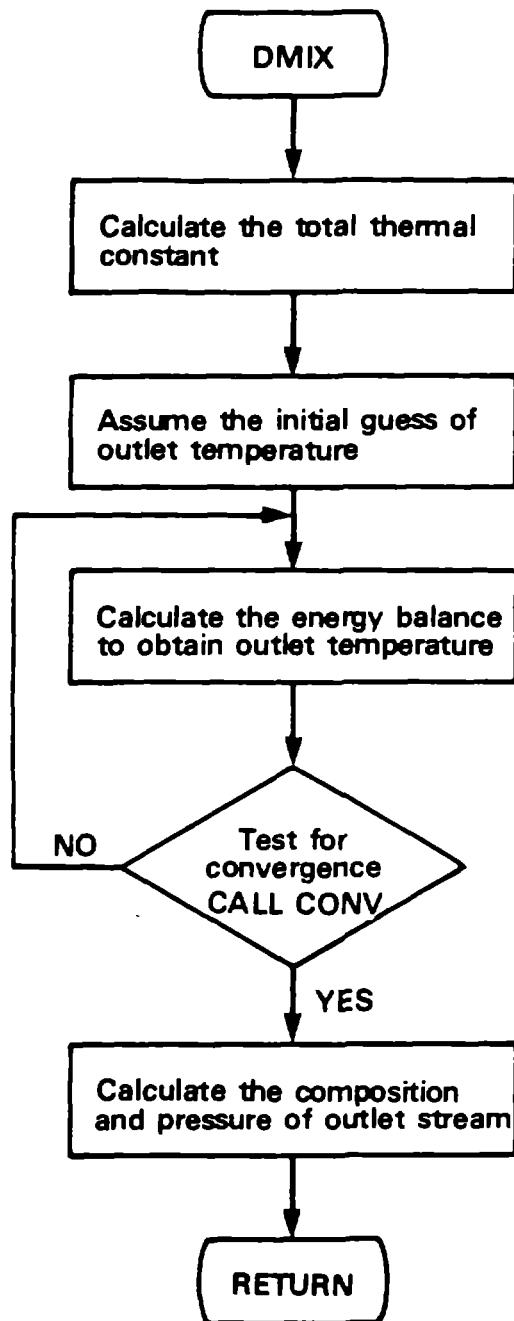 DMIX
Calculate the total thermal
constant
Assume the initial guess of
outlet temperature
Calculate the energy balance
to obtain outlet temperature
Test for
convergence
CALL CONV
NO
YES
Calculate the composition
and pressure of outlet stream
RETURN